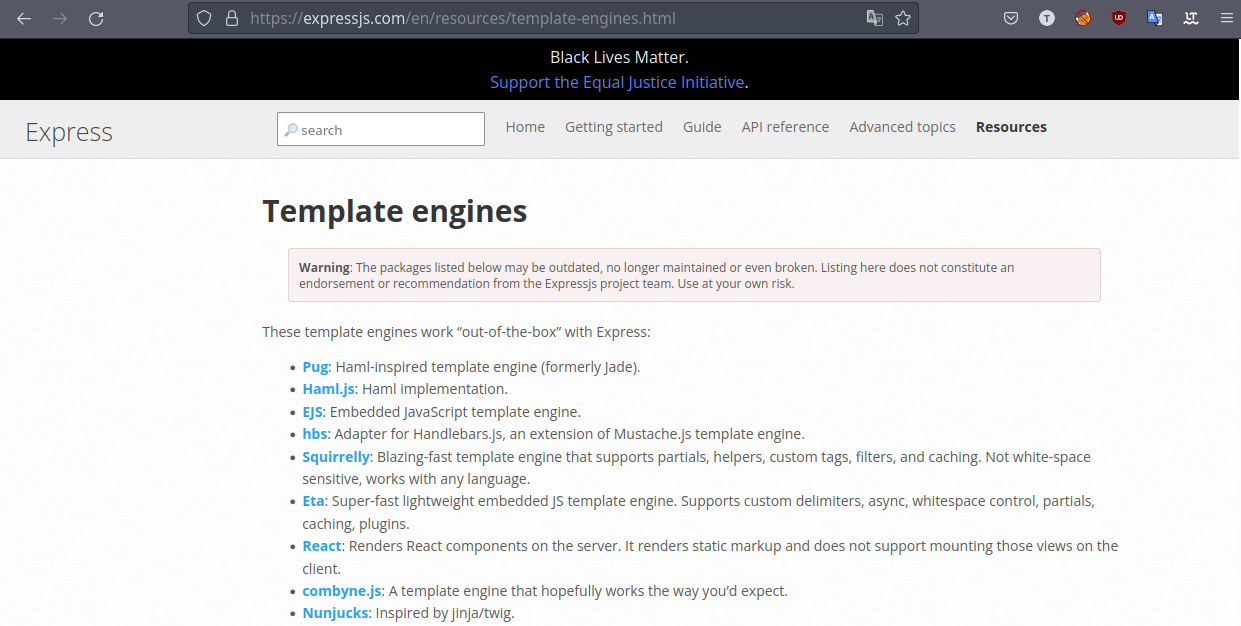 https://expressjs.com/en/resources/template-engines.html
T
UD
Black Lives Matter.
Support the Equal Justice Initiative.
Express
search
Home Getting started Guide API reference Advanced topics Resources
Template engines
Warning: The packages listed below may be outdated, no longer maintained or even broken. Listing here does not constitute an
endorsement or recommendation from the Expressjs project team. Use at your own risk.
These template engines work “out-of-the-box” with Express:
• Pug: Haml-inspired template engine (formerly Jade).
• Haml.js: Haml implementation.
• EJS: Embedded JavaScript template engine.
• hbs: Adapter for Handlebars.js, an extension of Mustache.js template engine.
• Squirrelly: Blazing-fast template engine that supports partials, helpers, custom tags, filters, and caching. Not white-space
sensitive, works with any language.
• Eta: Super-fast lightweight embedded JS template engine. Supports custom delimiters, async, whitespace control, partials,
caching, plugins.
• React: Renders React components on the server. It renders static markup and does not support mounting those views on the
client.
• combyne.js: A template engine that hopefully works the way you’d expect.
• Nunjucks: Inspired by jinja/twig.